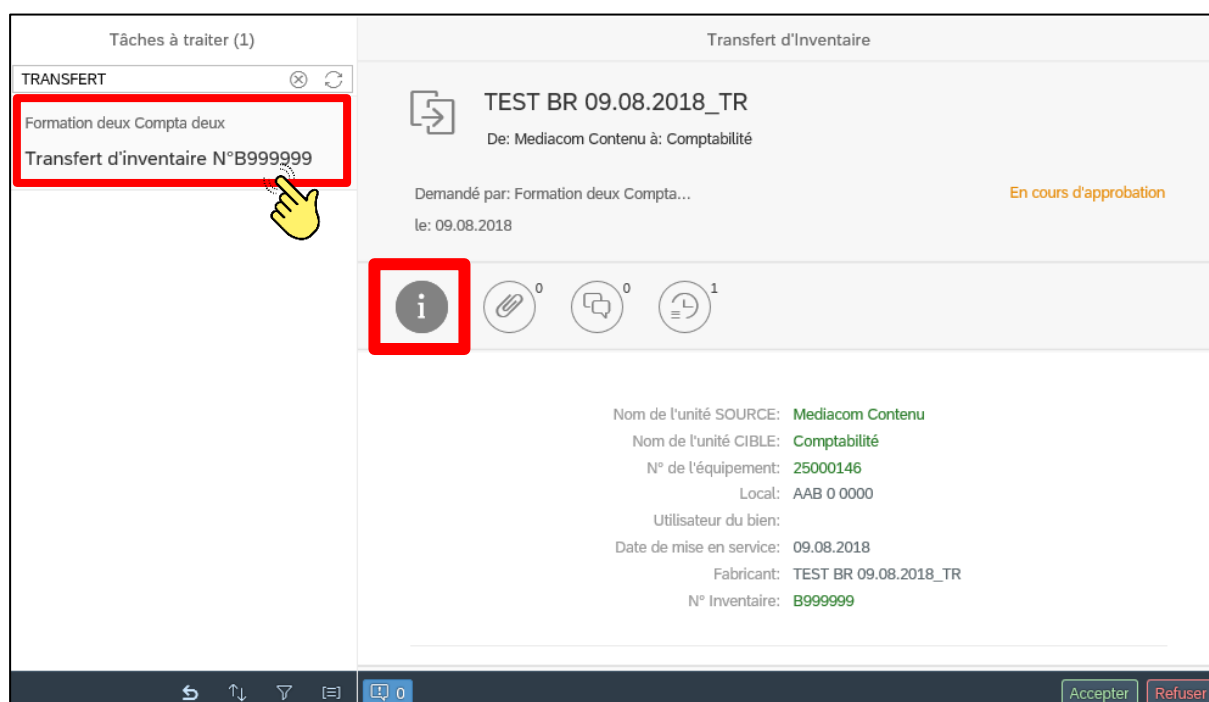 Tâches à traiter (1)
TRANSFERT
Formation deux Compta deux
Transfert d'inventaire N°B999999
Transfert d'Inventaire
TEST BR 09.08.2018_TR
De: Mediacom Contenu à: Comptabilité
Demandé par: Formation deux Compta...
En cours d'approbation
le: 09.08.2018
i 0 0 1
Nom de l'unité SOURCE: Mediacom Contenu
Nom de l'unité CIBLE: Comptabilité
N° de l'équipement: 25000146
Local: AAB 0 0000
Utilisateur du bien:
Date de mise en service: 09.08.2018
Fabricant: TEST BR 09.08.2018_TR
N° Inventaire: B999999
0
Accepter Refuser